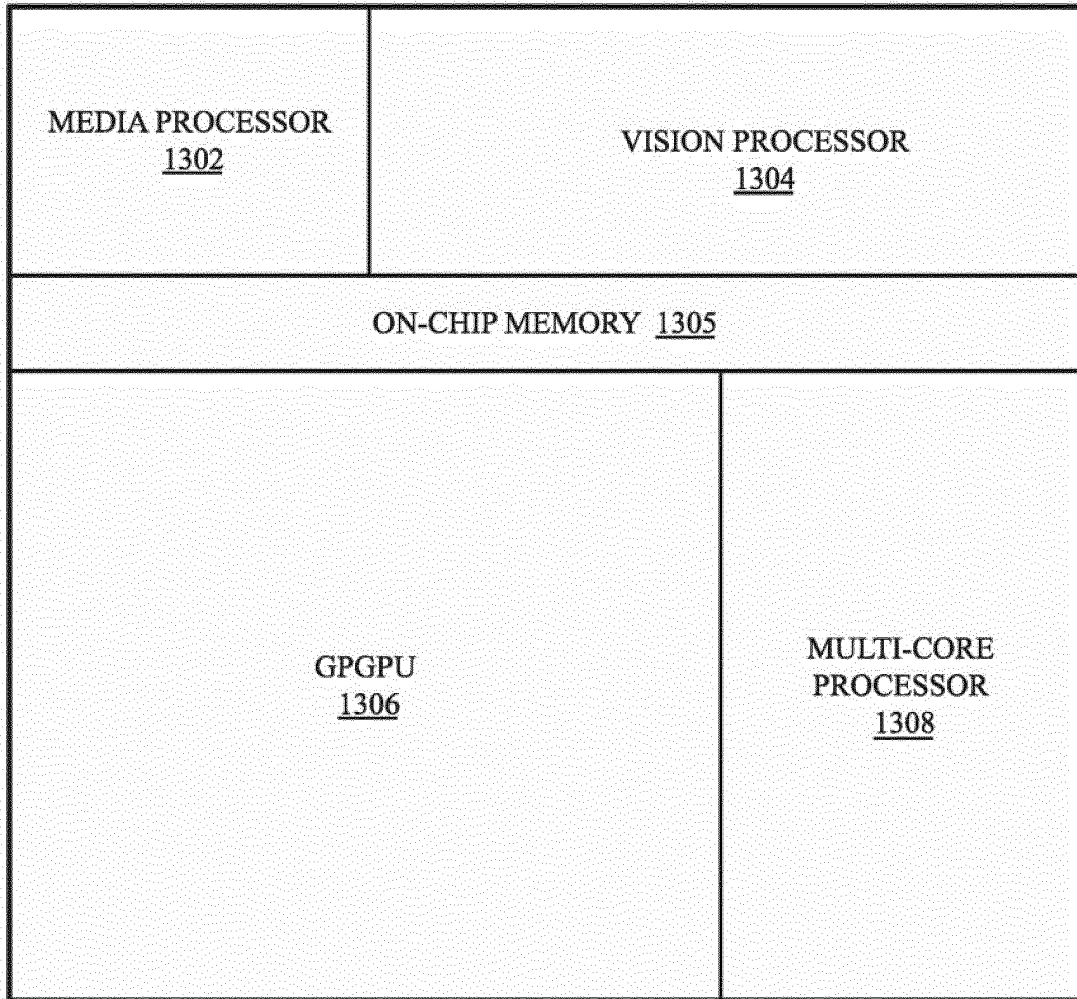 MEDIA PROCESSOR
1302
VISION PROCESSOR
1304
ON-CHIP MEMORY 1305
GPGPU
1306
MULTI-CORE
PROCESSOR
1308